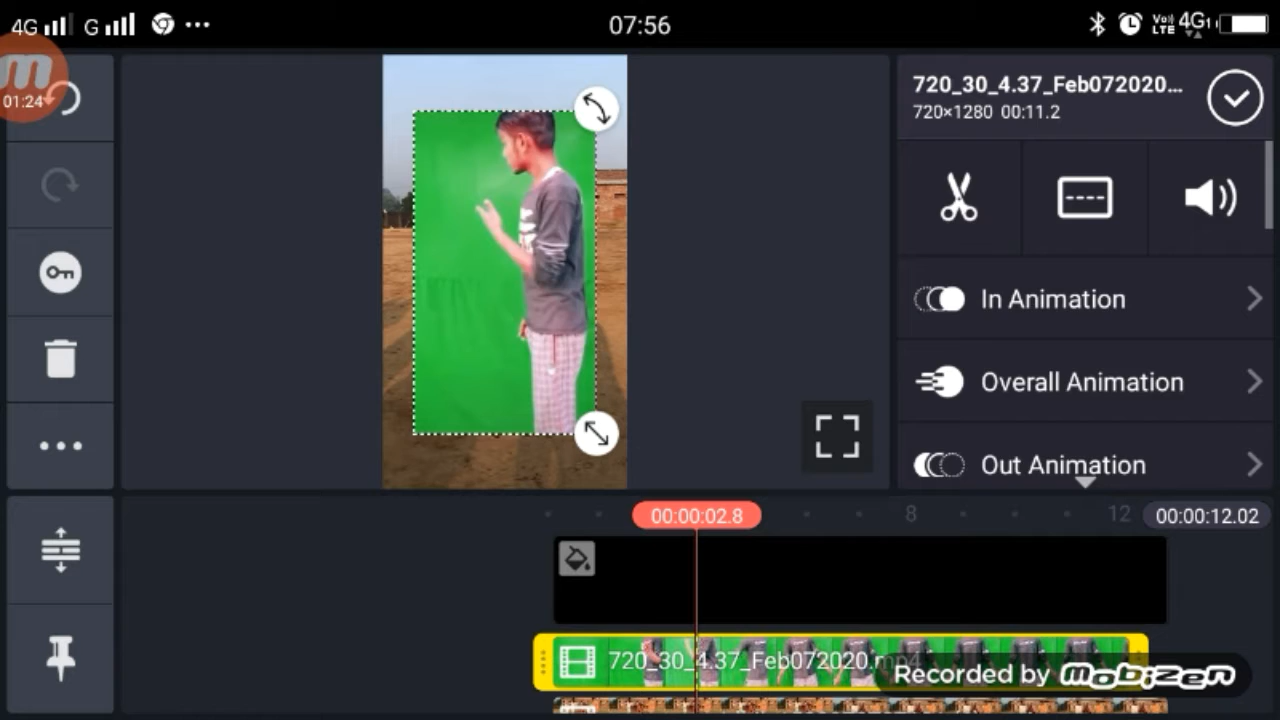 4G G 07:56 VoLTE 4G
m
01:24
720_30_4.37_Feb072020...
720×1280 00:11.2
In Animation
Overall Animation
Out Animation
00:00:02.8 8 12 00:00:12.02
720_30_4.37_Feb072020.mp4
Recorded by mobizen